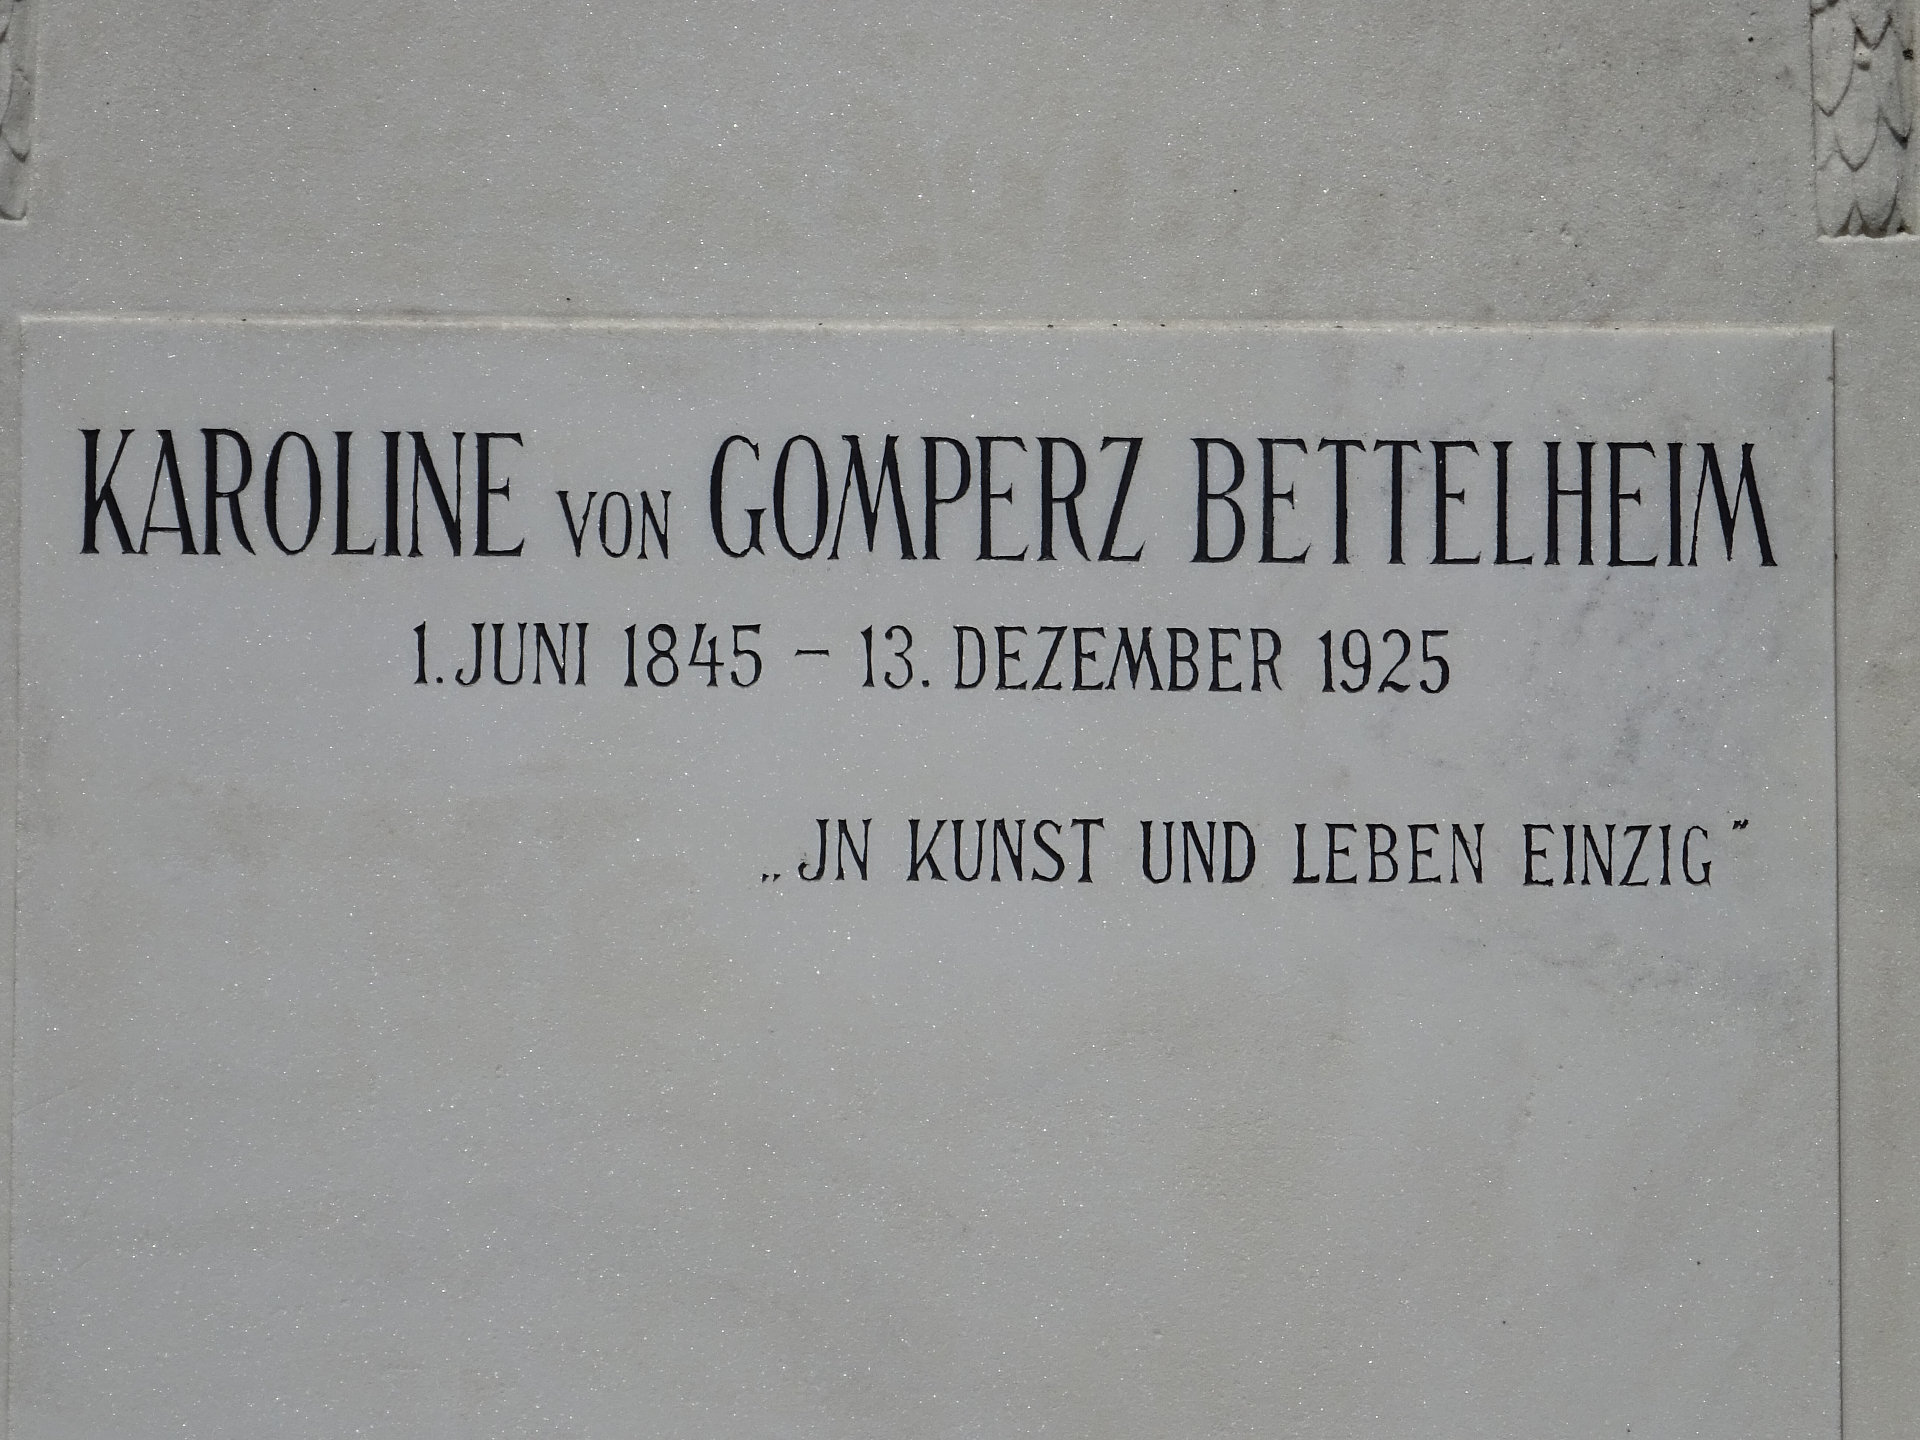 KAROLINE VON GOMPERZ BETTELHEIM
1. JUNI 1845 – 13. DEZEMBER 1925
„JN KUNST UND LEBEN EINZIG”